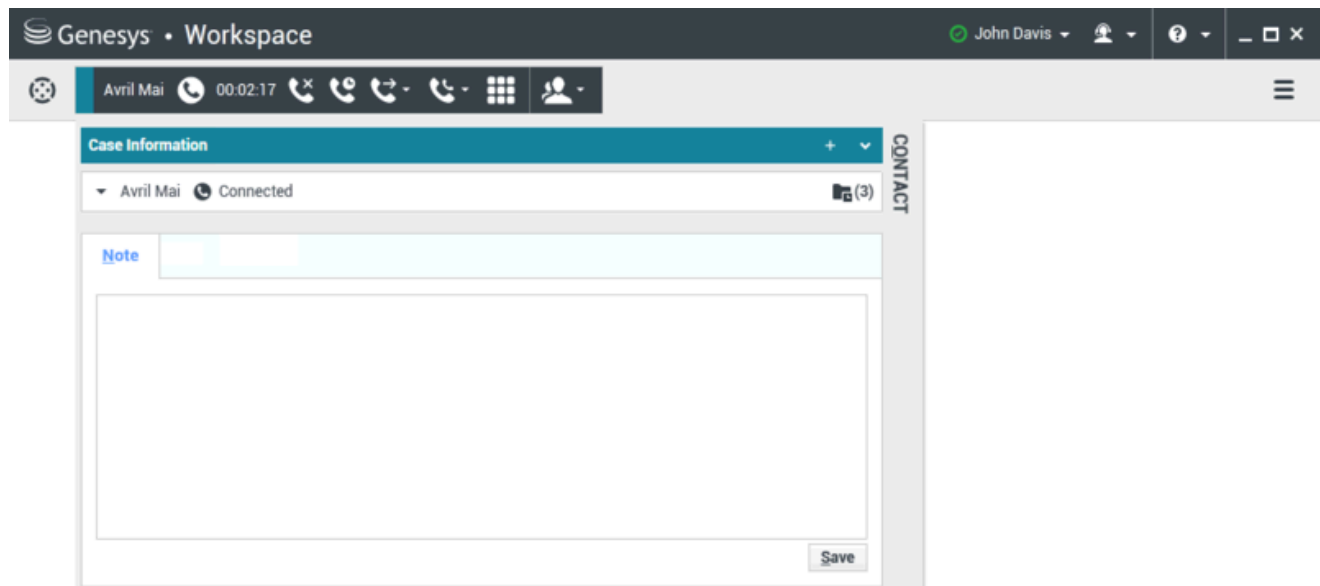 Genesys • Workspace
John Davis
Avril Mai 00:02:17
Case Information
Avril Mai Connected (3)
CONTACT
Note
Save